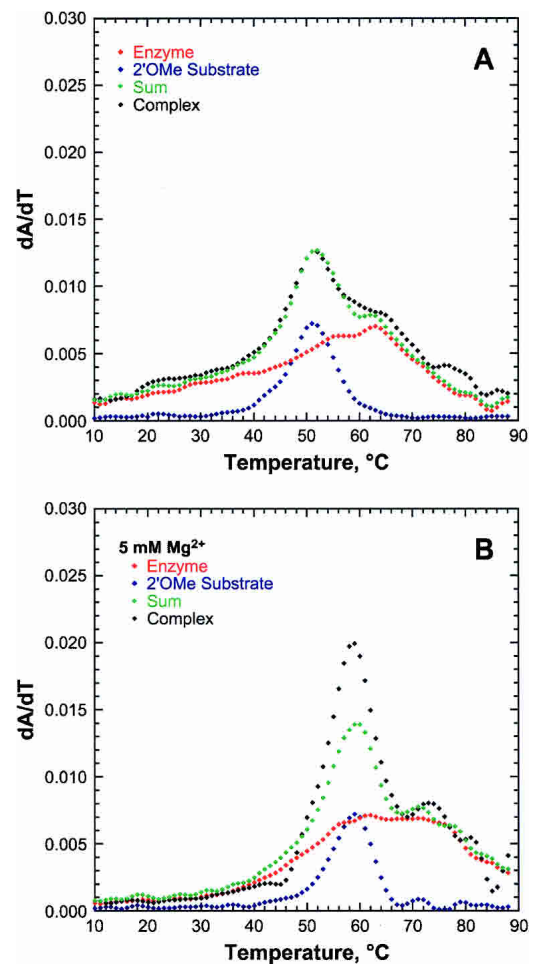 A
Enzyme
2'OMe Substrate
Sum
Complex
dA/dT
0.030
0.025
0.020
0.015
0.010
0.005
0.000
10 20 30 40 50 60 70 80 90
Temperature, °C
B
5 mM Mg²⁺
Enzyme
2'OMe Substrate
Sum
Complex
dA/dT
0.030
0.025
0.020
0.015
0.010
0.005
0.000
10 20 30 40 50 60 70 80 90
Temperature, °C